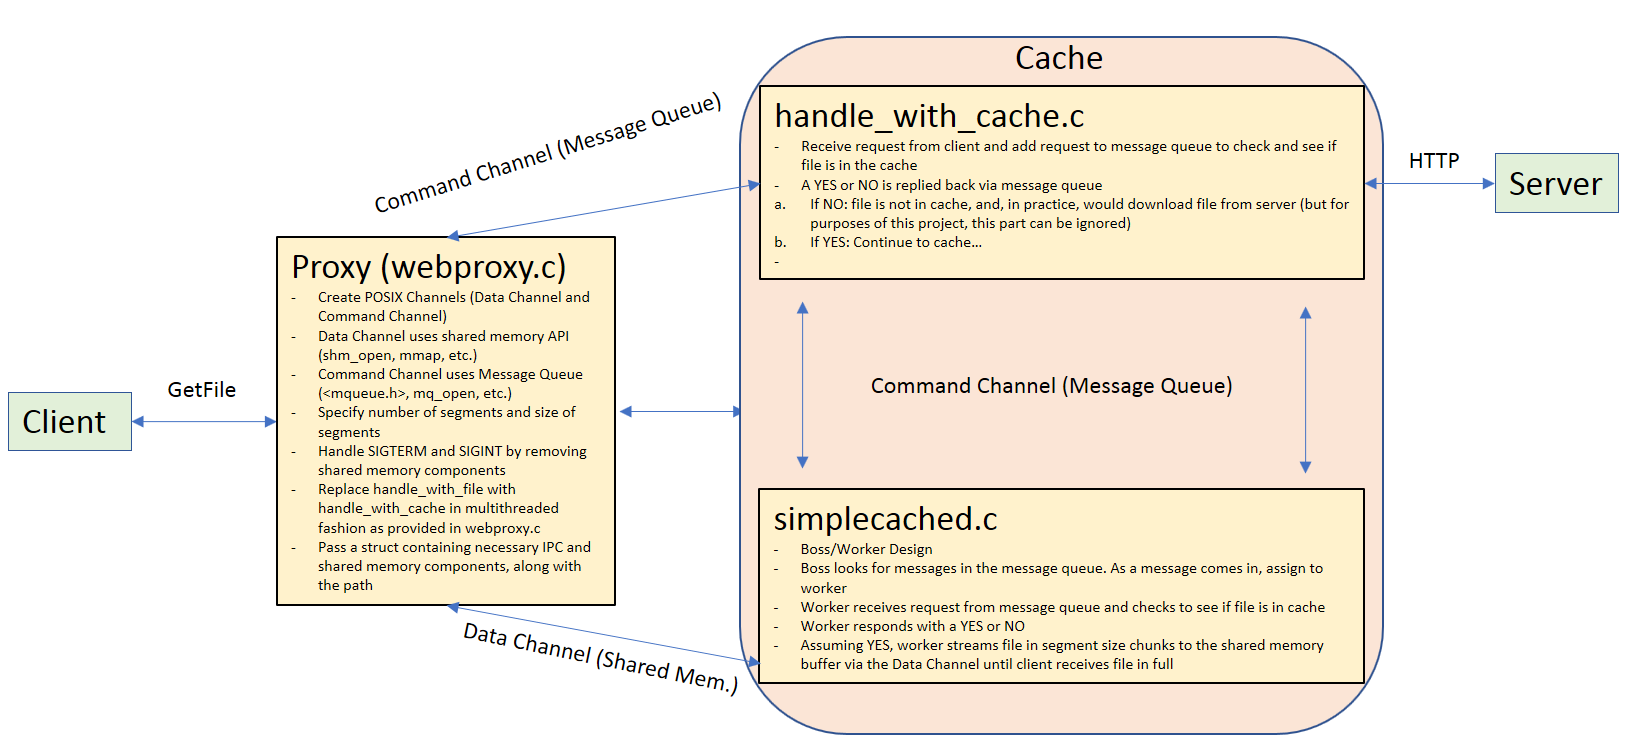 Cache
Command Channel (Message Queue)
handle_with_cache.c
- Receive request from client and add request to message queue to check and see if
file is in the cache
- A YES or NO is replied back via message queue
a. If NO: file is not in cache, and, in practice, would download file from server (but for
purposes of this project, this part can be ignored)
b. If YES: Continue to cache…
-
HTTP
Server
Proxy (webproxy.c)
- Create POSIX Channels (Data Channel and
Command Channel)
- Data Channel uses shared memory API
(shm_open, mmap, etc.)
- Command Channel uses Message Queue
(<mqueue.h>, mq_open, etc.)
- Specify number of segments and size of
segments
- Handle SIGTERM and SIGINT by removing
shared memory components
- Replace handle_with_file with
handle_with_cache in multithreaded
fashion as provided in webproxy.c
- Pass a struct containing necessary IPC and
shared memory components, along with
the path
GetFile
Client
Command Channel (Message Queue)
simplecached.c
- Boss/Worker Design
- Boss looks for messages in the message queue. As a message comes in, assign to
worker
- Worker receives request from message queue and checks to see if file is in cache
- Worker responds with a YES or NO
- Assuming YES, worker streams file in segment size chunks to the shared memory
buffer via the Data Channel until client receives file in full
Data Channel (Shared Mem.)